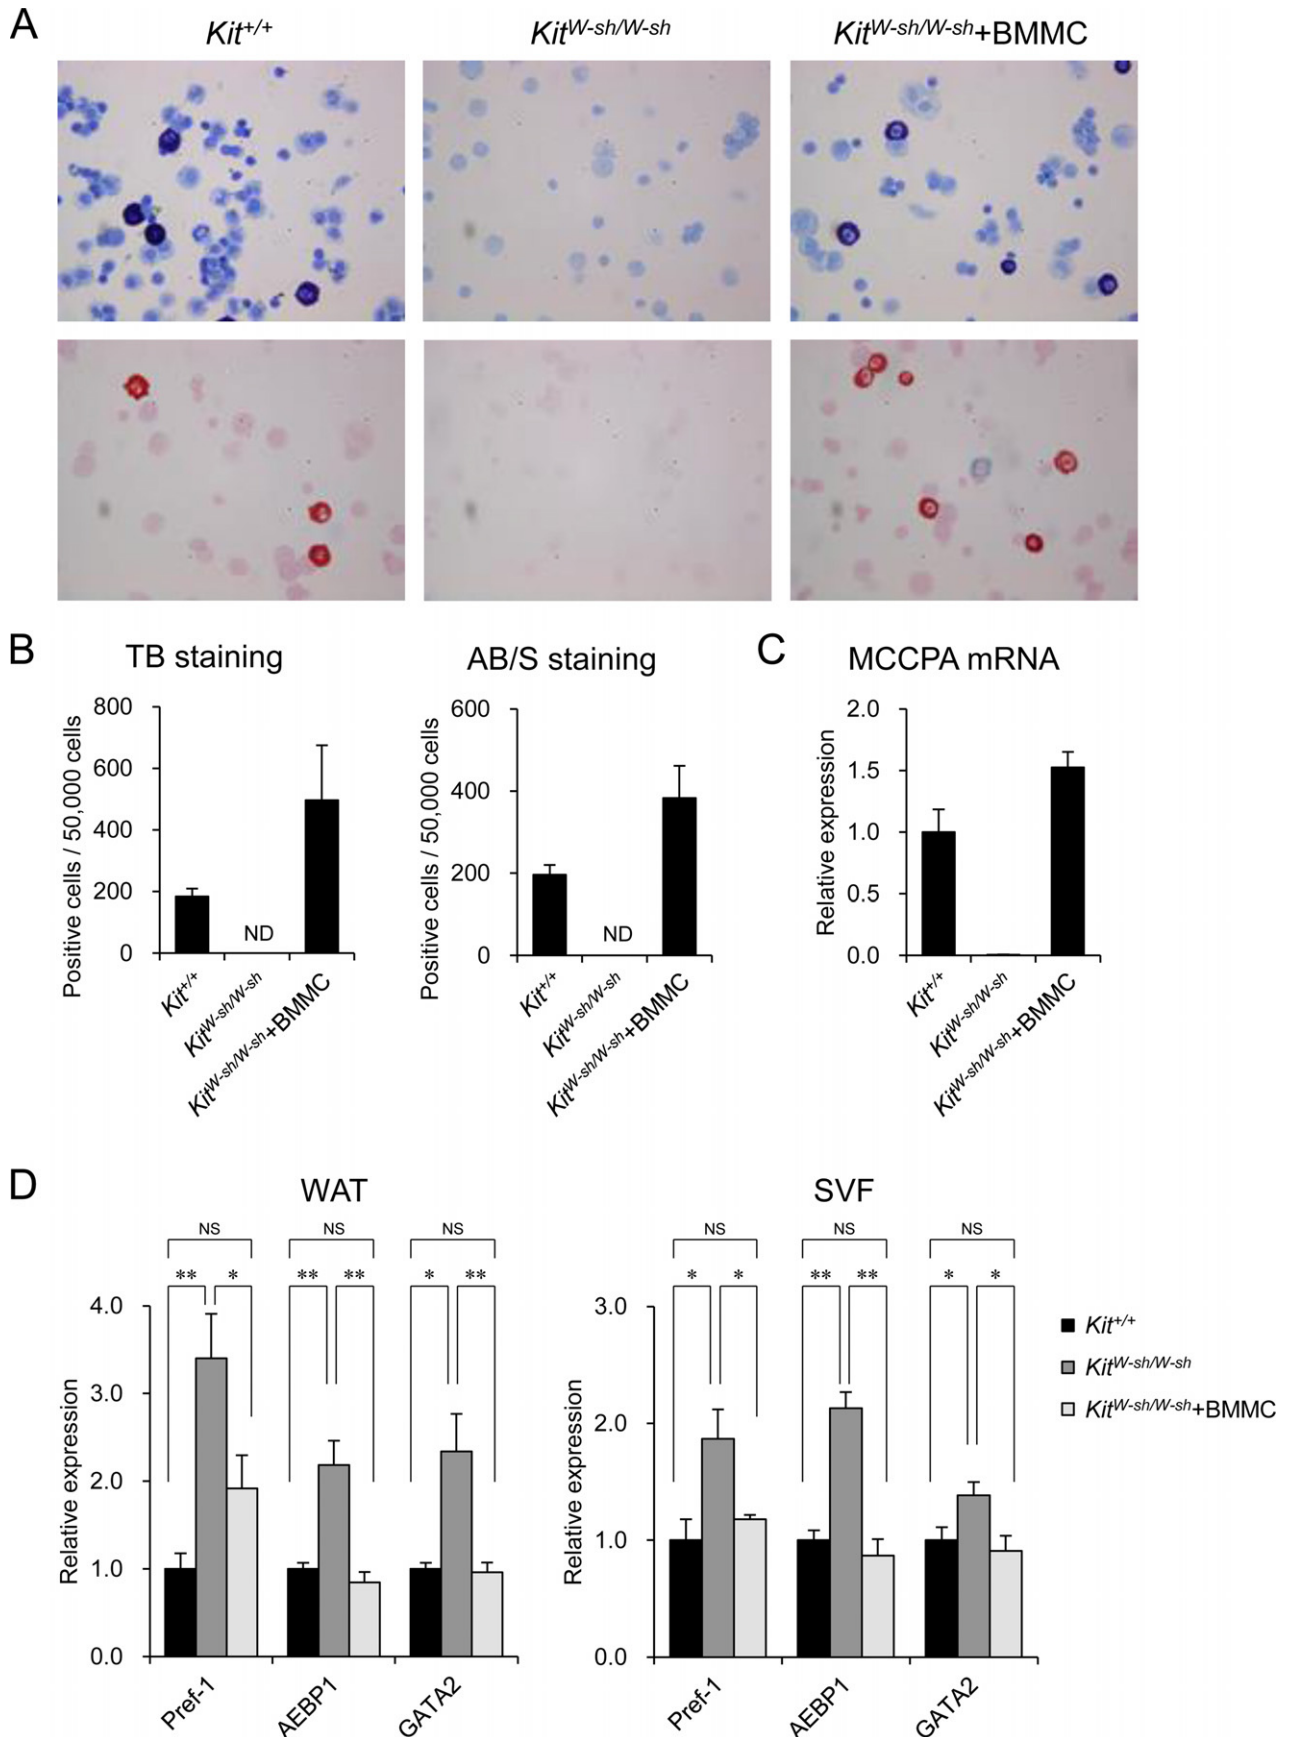 A
Kit+/+ KitW-sh/W-sh KitW-sh/W-sh+BMMC
B
TB staining
Positive cells / 50,000 cells
800
600
400
200
0
ND
Kit+/+
KitW-sh/W-sh
KitW-sh/W-sh+BMMC
AB/S staining
Positive cells / 50,000 cells
600
400
200
0
ND
Kit+/+
KitW-sh/W-sh
KitW-sh/W-sh+BMMC
C
MCCPA mRNA
Relative expression
2.0
1.5
1.0
0.5
0.0
Kit+/+
KitW-sh/W-sh
KitW-sh/W-sh+BMMC
D
WAT
NS NS NS
** * ** ** * **
Relative expression
4.0
3.0
2.0
1.0
0.0
Pref-1
AEBP1
GATA2
SVF
NS NS NS
* * ** ** * *
Relative expression
3.0
2.0
1.0
0.0
Pref-1
AEBP1
GATA2
Kit+/+
KitW-sh/W-sh
KitW-sh/W-sh+BMMC